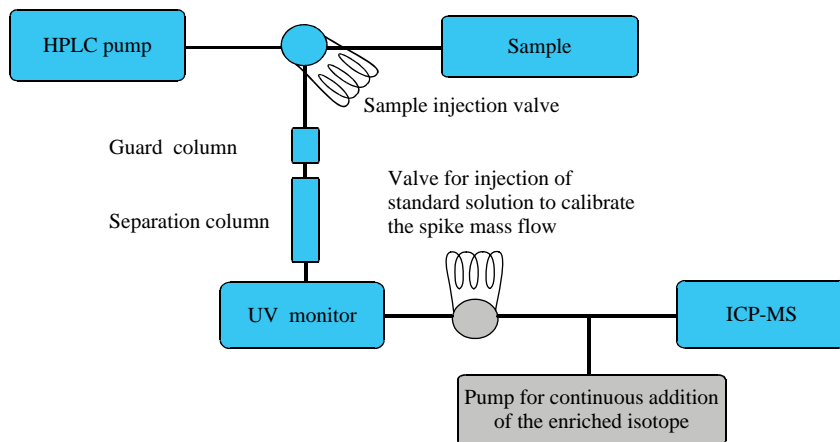 HPLC pump
Sample
Sample injection valve
Guard column
Separation column
Valve for injection of
standard solution to calibrate
the spike mass flow
UV monitor
ICP-MS
Pump for continuous addition
of the enriched isotope